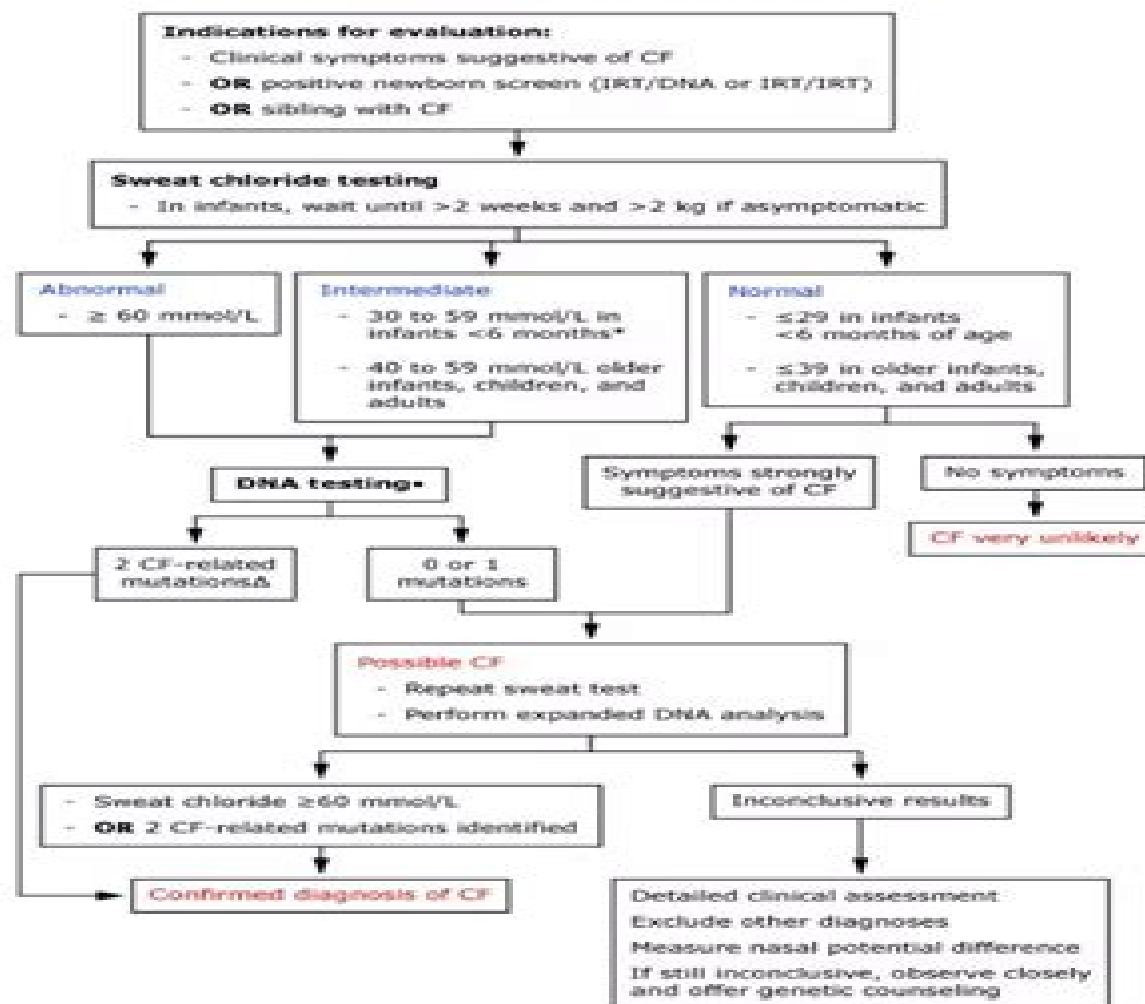 Indications for evaluation:
- Clinical symptoms suggestive of CF
- OR positive newborn screen (IRT/DNA or IRT/IRT)
- OR sibling with CF
Sweat chloride testing
- In infants, wait until >2 weeks and >2 kg if asymptomatic
Abnormal
- ≥ 60 mmol/L
Intermediate
- 30 to 59 mmol/L in
infants <6 months*
- 40 to 59 mmol/L older
infants, children, and
adults
Normal
- ≤29 in infants
<6 months of age
- ≤39 in older infants,
children, and adults
DNA testing•
Symptoms strongly
suggestive of CF
No symptoms
CF very unlikely
2 CF-related
mutationsΔ
0 or 1
mutations
Possible CF
- Repeat sweat test
- Perform expanded DNA analysis
- Sweat chloride ≥60 mmol/L
- OR 2 CF-related mutations identified
Inconclusive results
Confirmed diagnosis of CF
Detailed clinical assessment
Exclude other diagnoses
Measure nasal potential difference
If still inconclusive, observe closely
and offer genetic counseling